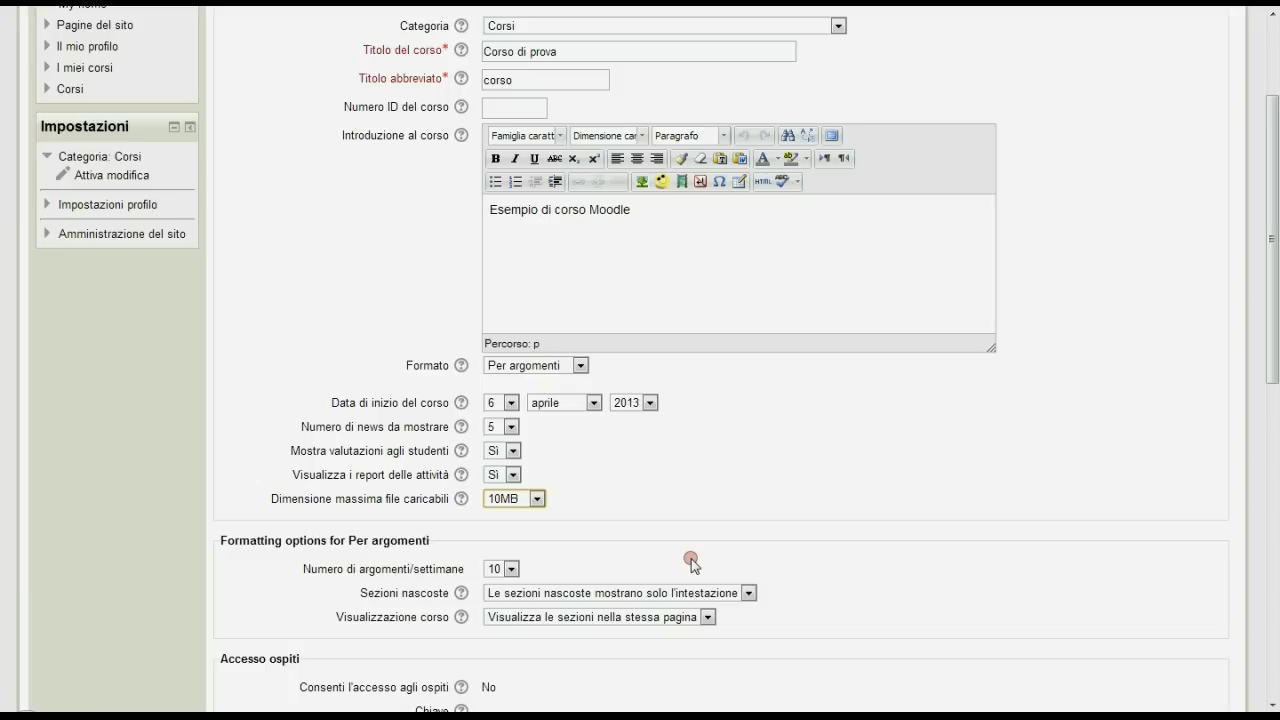 My home
Pagine del sito
Il mio profilo
I miei corsi
Corsi
Impostazioni
Categoria: Corsi
Attiva modifica
Impostazioni profilo
Amministrazione del sito
Categoria Corsi
Titolo del corso* Corso di prova
Titolo abbreviato* corso
Numero ID del corso
Introduzione al corso Famiglia caratt Dimensione car Paragrafo
B I U ABC
HTML
Esempio di corso Moodle
Percorso: p
Formato Per argomenti
Data di inizio del corso 6 aprile 2013
Numero di news da mostrare 5
Mostra valutazioni agli studenti Sì
Visualizza i report delle attività Sì
Dimensione massima file caricabili 10MB
Formatting options for Per argomenti
Numero di argomenti/settimane 10
Sezioni nascoste Le sezioni nascoste mostrano solo l'intestazione
Visualizzazione corso Visualizza le sezioni nella stessa pagina
Accesso ospiti
Consenti l'accesso agli ospiti No
Chiave